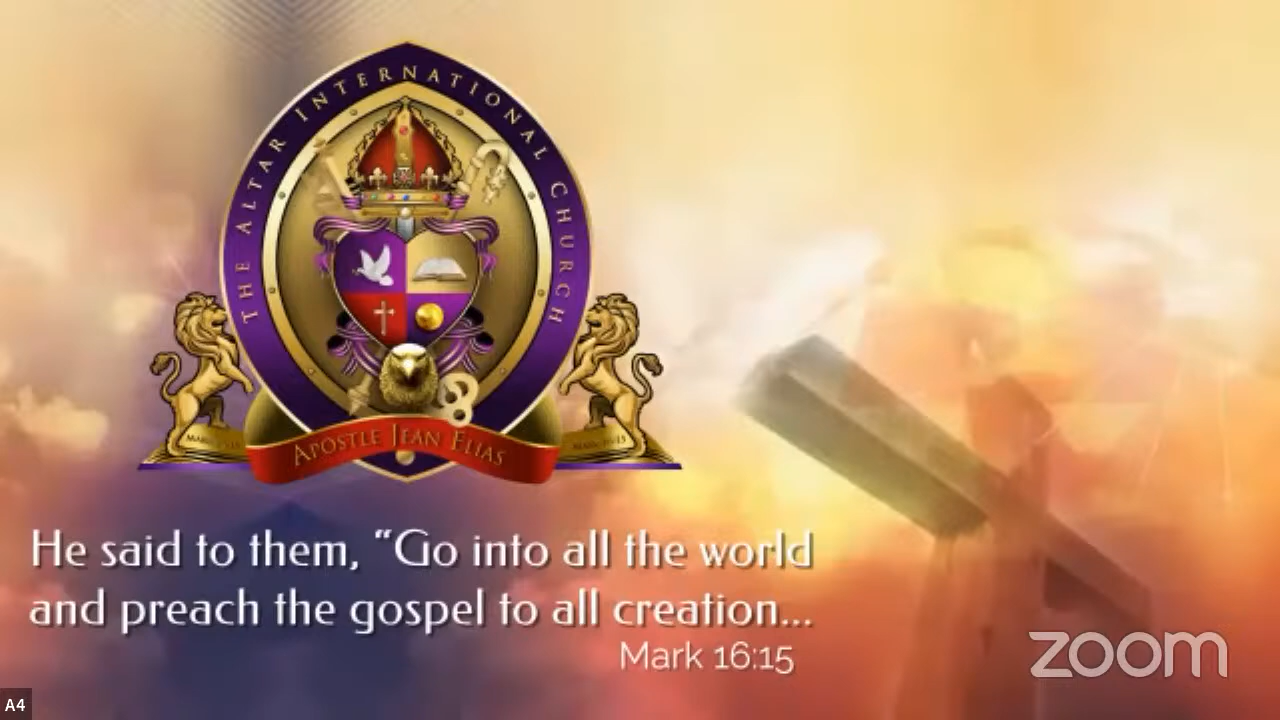 THE ALTAR INTERNATIONAL CHURCH
APOSTLE JEAN ELIAS
He said to them, “Go into all the world
and preach the gospel to all creation...
Mark 16:15
zoom
A4